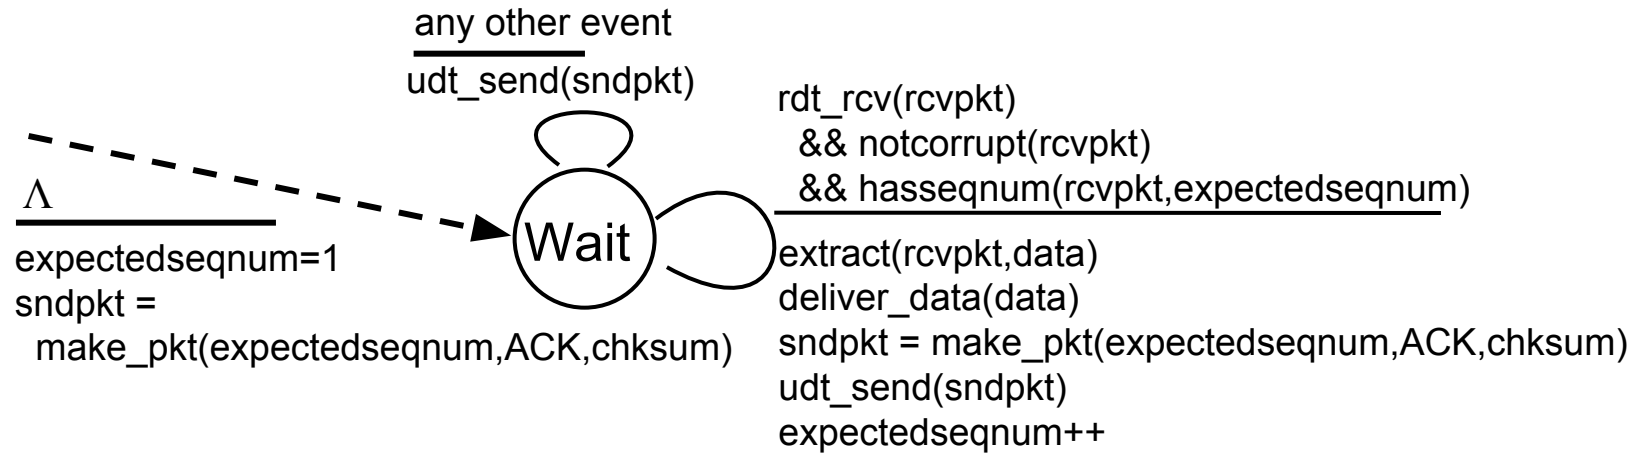 any other event
udt_send(sndpkt)
Λ
expectedseqnum=1
sndpkt =
make_pkt(expectedseqnum,ACK,chksum)
Wait
rdt_rcv(rcvpkt)
&& notcorrupt(rcvpkt)
&& hasseqnum(rcvpkt,expectedseqnum)
extract(rcvpkt,data)
deliver_data(data)
sndpkt = make_pkt(expectedseqnum,ACK,chksum)
udt_send(sndpkt)
expectedseqnum++